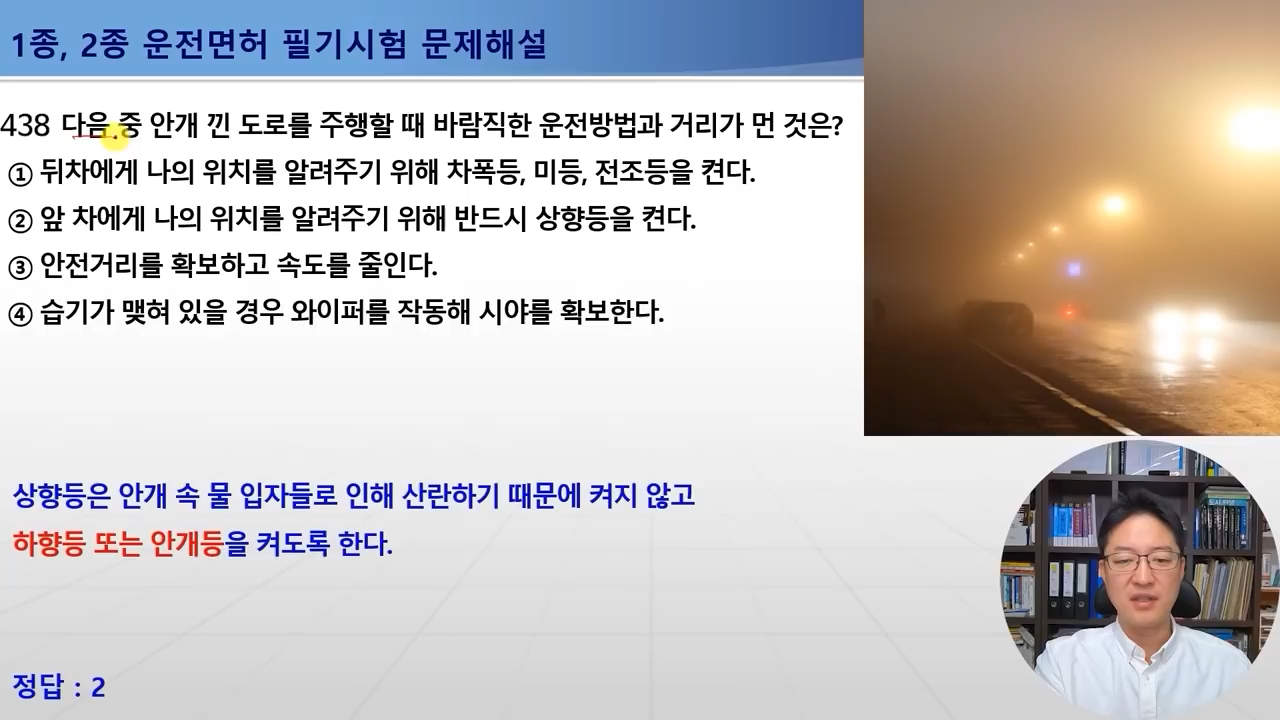 1종, 2종 운전면허 필기시험 문제해설
438 다음 중 안개 낀 도로를 주행할 때 바람직한 운전방법과 거리가 먼 것은?
① 뒤차에게 나의 위치를 알려주기 위해 차폭등, 미등, 전조등을 켠다.
② 앞 차에게 나의 위치를 알려주기 위해 반드시 상향등을 켠다.
③ 안전거리를 확보하고 속도를 줄인다.
④ 습기가 맺혀 있을 경우 와이퍼를 작동해 시야를 확보한다.
상향등은 안개 속 물 입자들로 인해 산란하기 때문에 켜지 않고
하향등 또는 안개등을 켜도록 한다.
정답 : 2